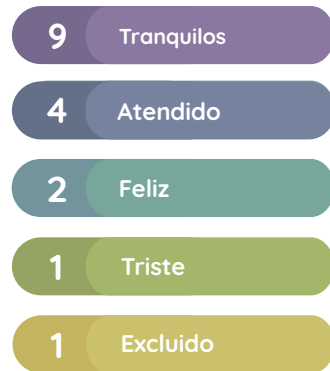 9 Tranquilos
4 Atendido
2 Feliz
1 Triste
1 Excluido